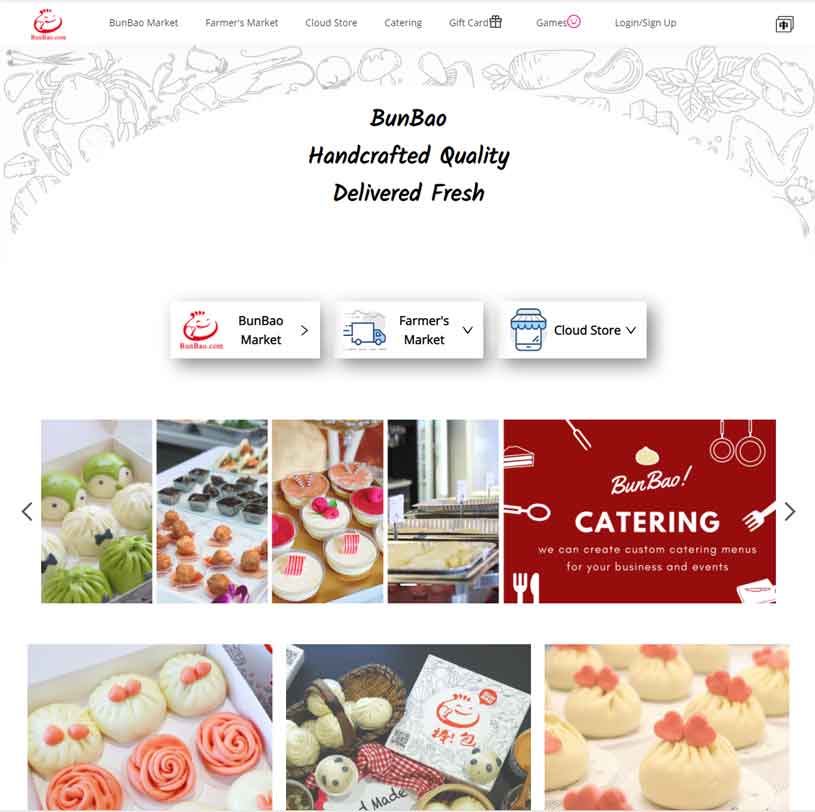 BunBao.com
BunBao Market
Farmer's Market
Cloud Store
Catering
Gift Card
Games
Login/Sign Up
中
BunBao
Handcrafted Quality
Delivered Fresh
BunBao.com
BunBao
Market
Farmer's
Market
Cloud Store
BunBao!
CATERING
we can create custom catering menus
for your business and events